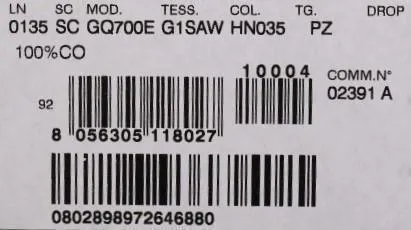 LN SC MOD. TESS. COL. TG. DROP
0135 SC GQ700E G1SAW HN035 PZ
100%CO
10004 COMM.N°
92 02391 A
8 056305 118027
0802898972646880